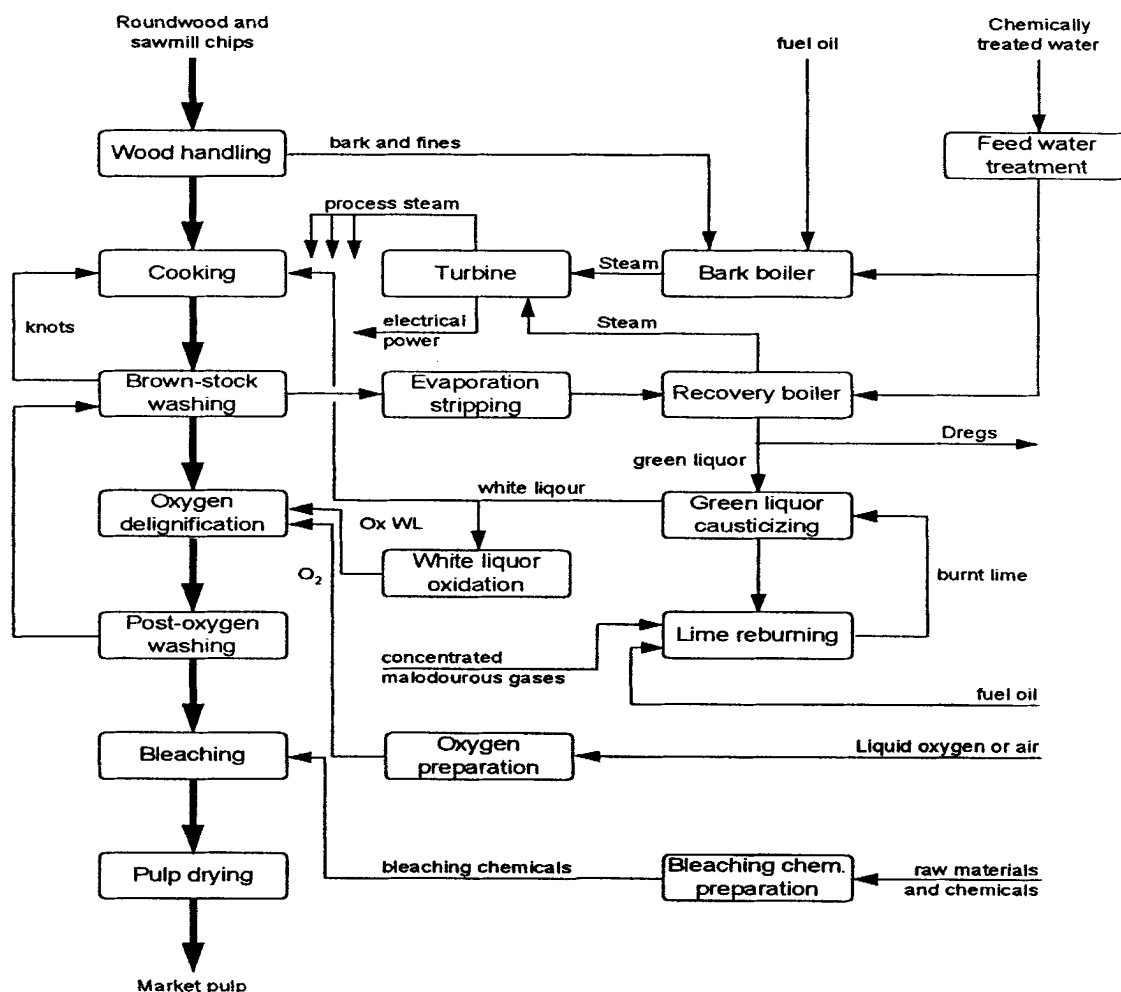 Roundwood and
sawmill chips
fuel oil
Chemically
treated water
Wood handling
bark and fines
Feed water
treatment
process steam
Cooking
Turbine
Steam
Bark boiler
knots
electrical
power
Steam
Brown-stock
washing
Evaporation
stripping
Recovery boiler
Dregs
green liquor
white liqour
Oxygen
delignification
Ox WL
Green liquor
causticizing
O₂
White liquor
oxidation
burnt lime
Post-oxygen
washing
Lime reburning
concentrated
malodourous gases
fuel oil
Bleaching
Oxygen
preparation
Liquid oxygen or air
Pulp drying
bleaching chemicals
Bleaching chem.
preparation
raw materials
and chemicals
Market pulp